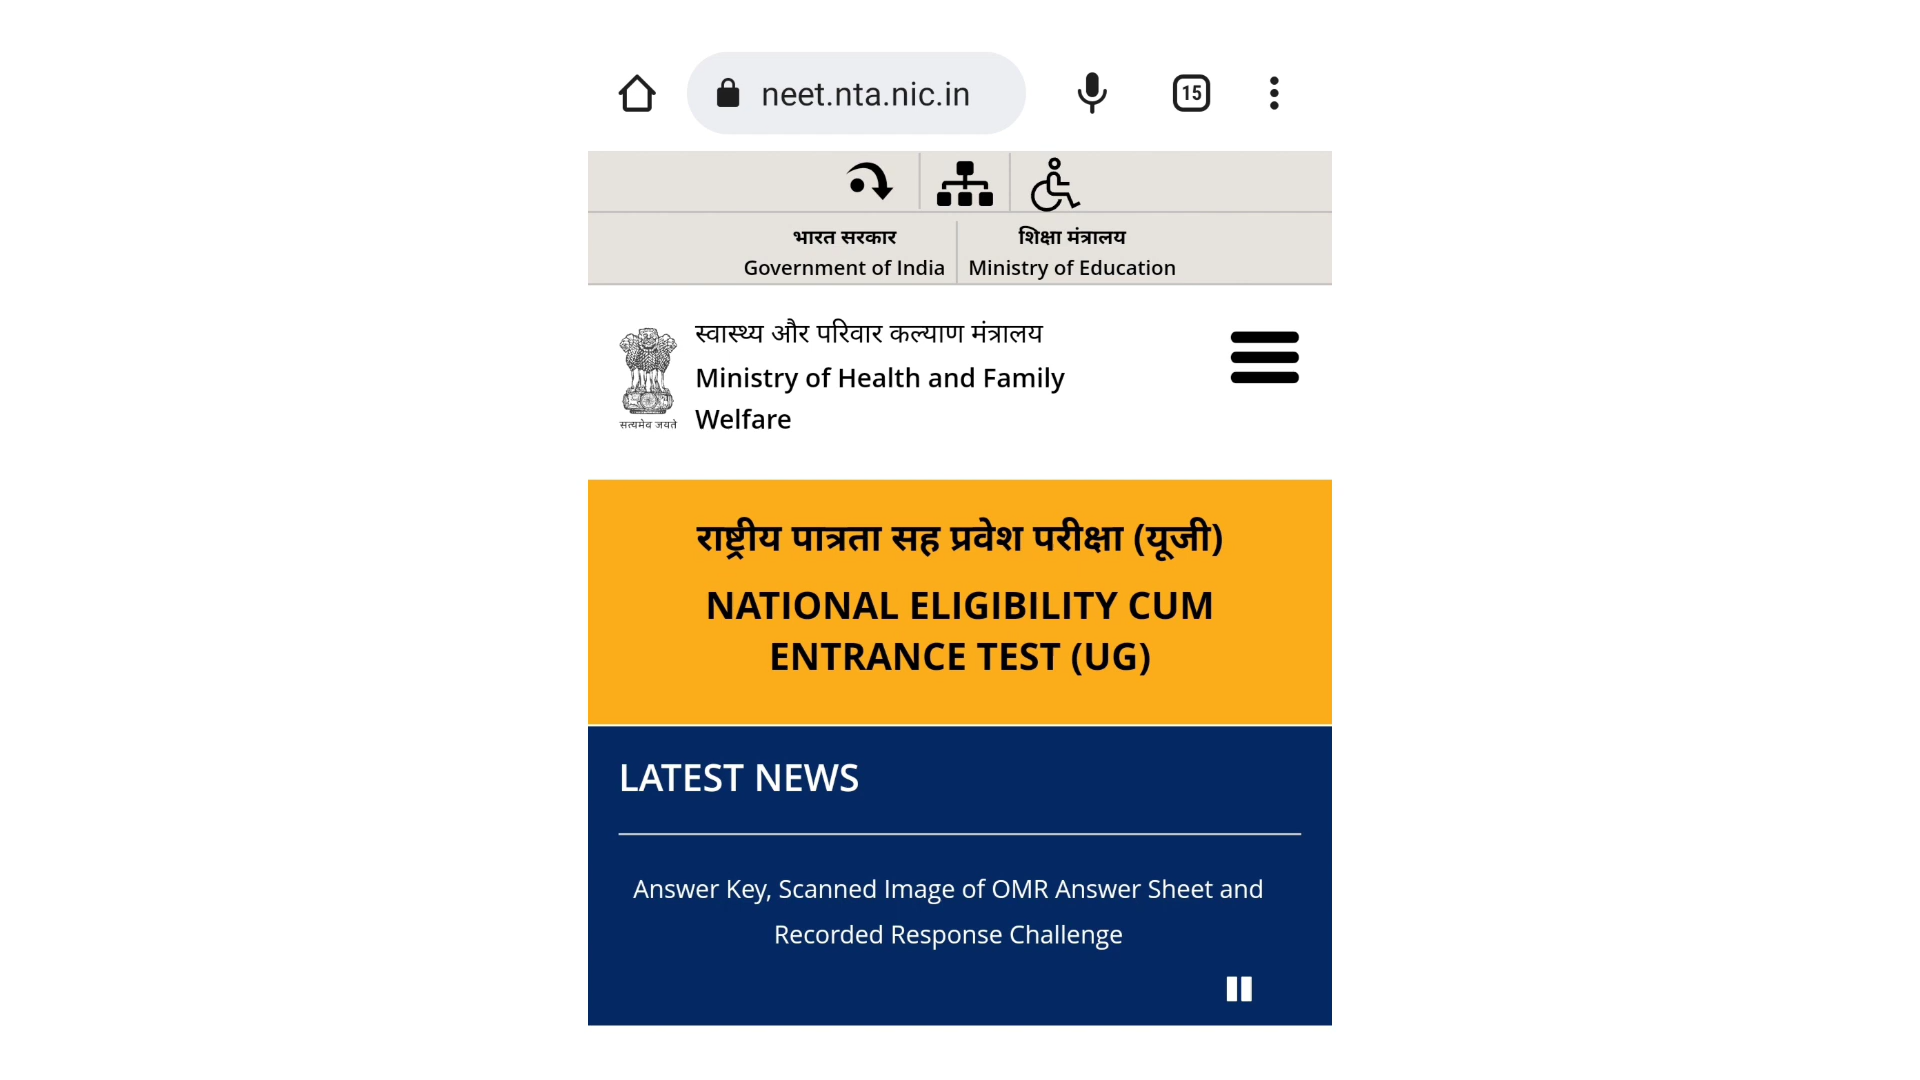 neet.nta.nic.in
15
भारत सरकार
Government of India
शिक्षा मंत्रालय
Ministry of Education
स्वास्थ्य और परिवार कल्याण मंत्रालय
Ministry of Health and Family
Welfare
सत्यमेव जयते
राष्ट्रीय पात्रता सह प्रवेश परीक्षा (यूजी)
NATIONAL ELIGIBILITY CUM
ENTRANCE TEST (UG)
LATEST NEWS
Answer Key, Scanned Image of OMR Answer Sheet and
Recorded Response Challenge